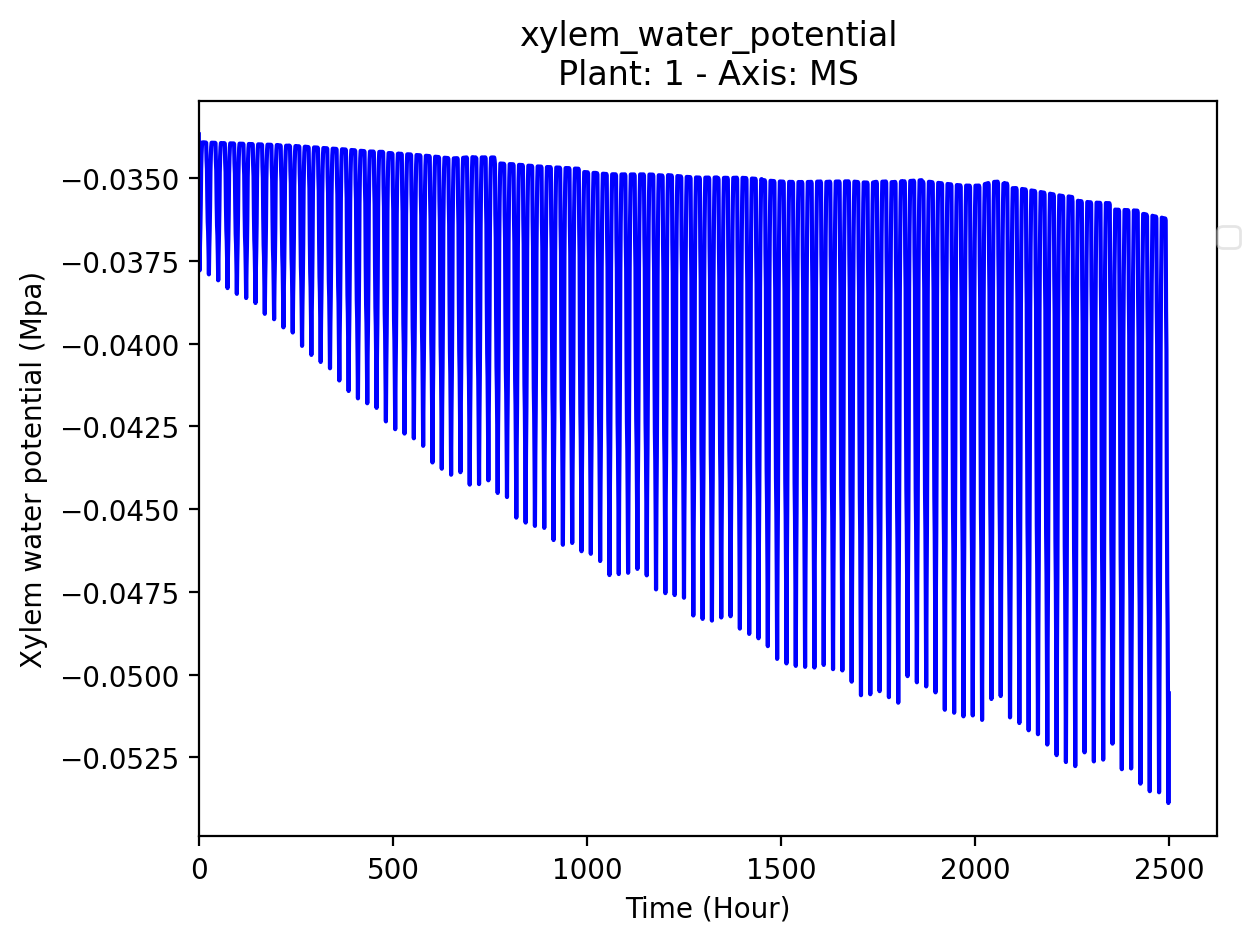 xylem_water_potential
Plant: 1 - Axis: MS
−0.0350
−0.0375
−0.0400
−0.0425
−0.0450
−0.0475
−0.0500
−0.0525
Xylem water potential (Mpa)
0 500 1000 1500 2000 2500
Time (Hour)